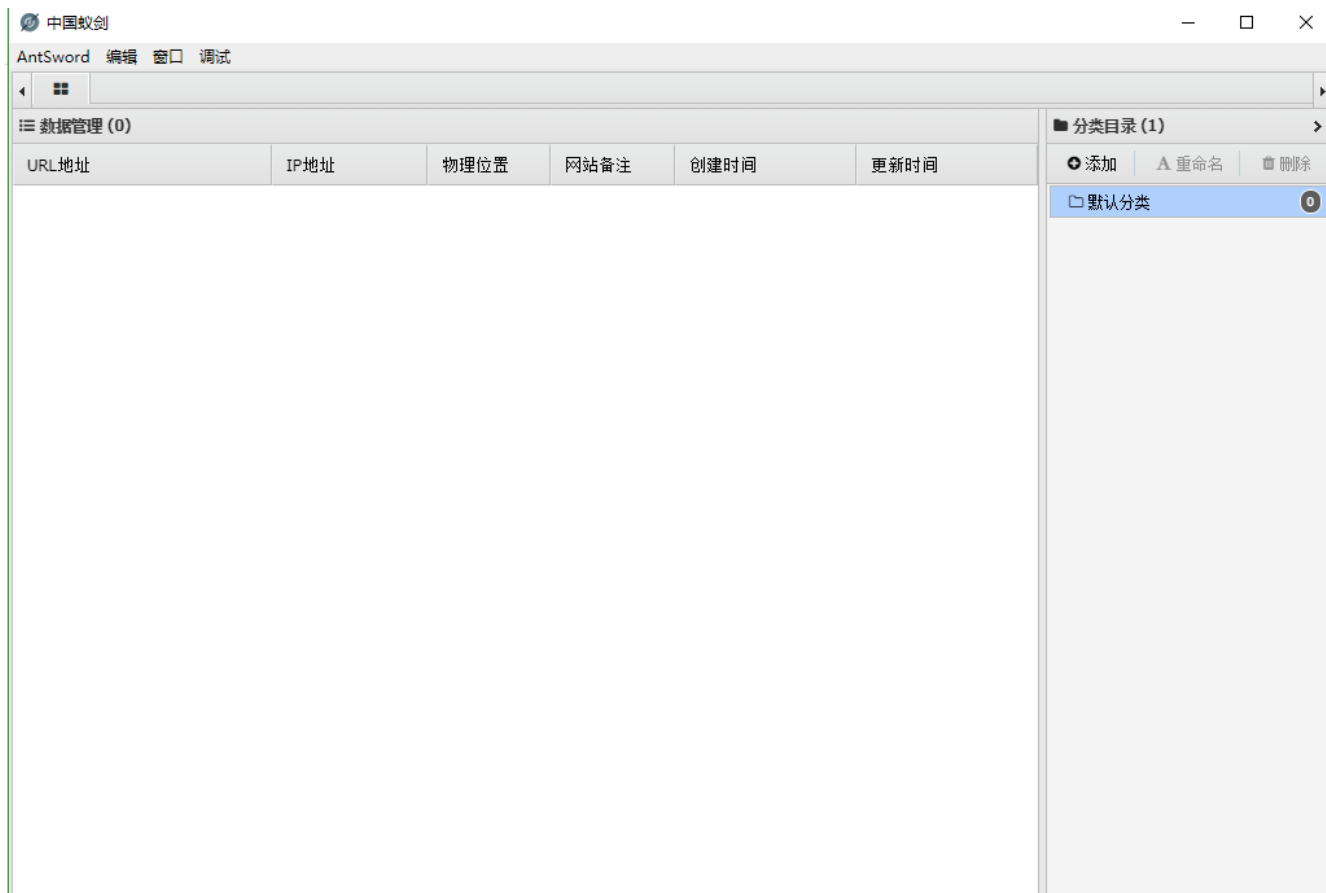 中国蚁剑
AntSword 编辑 窗口 调试
数据管理 (0)
分类目录 (1)
URL地址 IP地址 物理位置 网站备注 创建时间 更新时间
添加 A 重命名 删除
默认分类 0